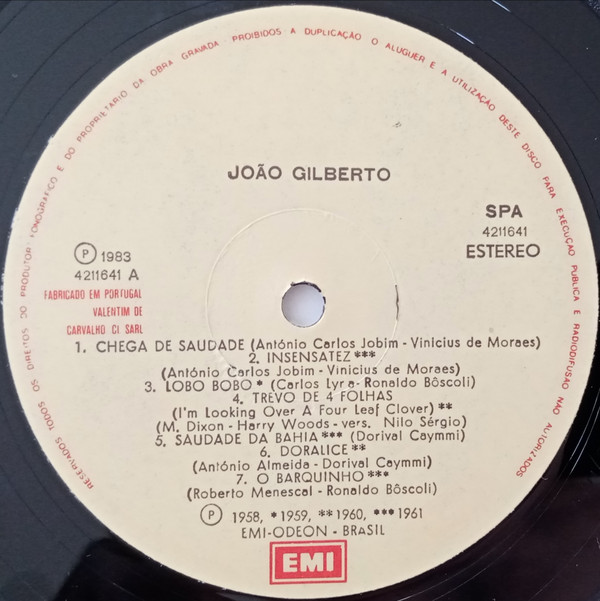 RESERVADOS TODOS OS DIREITOS DO PRODUTOR FONOGRÁFICO E DO PROPRIETÁRIO DA OBRA GRAVADA. PROIBIDOS A DUPLICAÇÃO O ALUGUER E A UTILIZAÇÃO DESTE DISCO PARA EXECUÇÃO PUBLICA E RADIODIFUSÃO NÃO AUTORIZADOS
JOÃO GILBERTO
SPA
4211641
ESTEREO
Ⓟ 1983
4211641 A
FABRICADO EM PORTUGAL
VALENTIM DE
CARVALHO CI SARL
1. CHEGA DE SAUDADE (António Carlos Jobim - Vinicius de Moraes)
2. INSENSATEZ ***
(António Carlos Jobim - Vinicius de Moraes)
3. LOBO BOBO * (Carlos Lyra - Ronaldo Bôscoli)
4. TREVO DE 4 FOLHAS
(I'm Looking Over A Four Leaf Clover) **
(M. Dixon - Harry Woods - vers. Nilo Sérgio)
5. SAUDADE DA BAHIA *** (Dorival Caymmi)
6. DORALICE **
(António Almeida - Dorival Caymmi)
7. O BARQUINHO ***
(Roberto Menescal - Ronaldo Bôscoli)
Ⓟ 1958, *1959, **1960, ***1961
EMI-ODEON - BRASIL
EMI